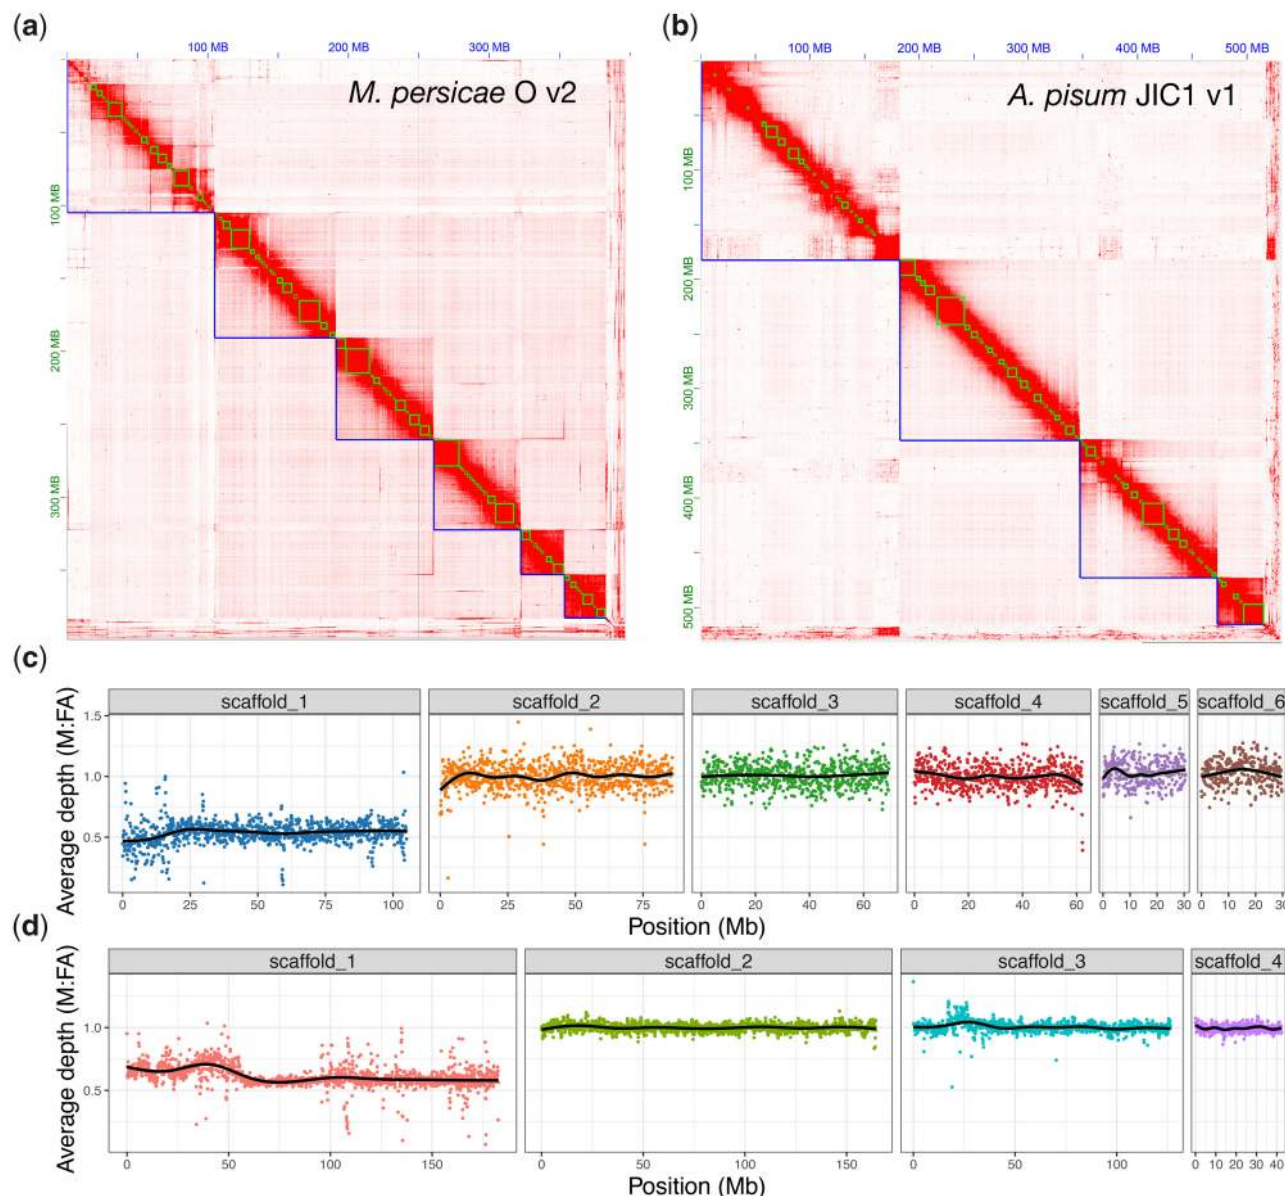 (a)
100 MB 200 MB 300 MB
M. persicae O v2
100 MB
200 MB
300 MB
(b)
100 MB 200 MB 300 MB 400 MB 500 MB
A. pisum JIC1 v1
100 MB
200 MB
300 MB
400 MB
500 MB
(c)
Average depth (M:FA)
scaffold_1 scaffold_2 scaffold_3 scaffold_4 scaffold_5 scaffold_6
1.5
1.0
0.5
0 25 50 75 100 0 25 50 75 0 20 40 60 0 20 40 60 0 10 20 30 0 10 20 30
Position (Mb)
(d)
Average depth (M:FA)
scaffold_1 scaffold_2 scaffold_3 scaffold_4
1.0
0.5
0 50 100 150 0 50 100 150 0 50 100 0 10 20 30 40
Position (Mb)